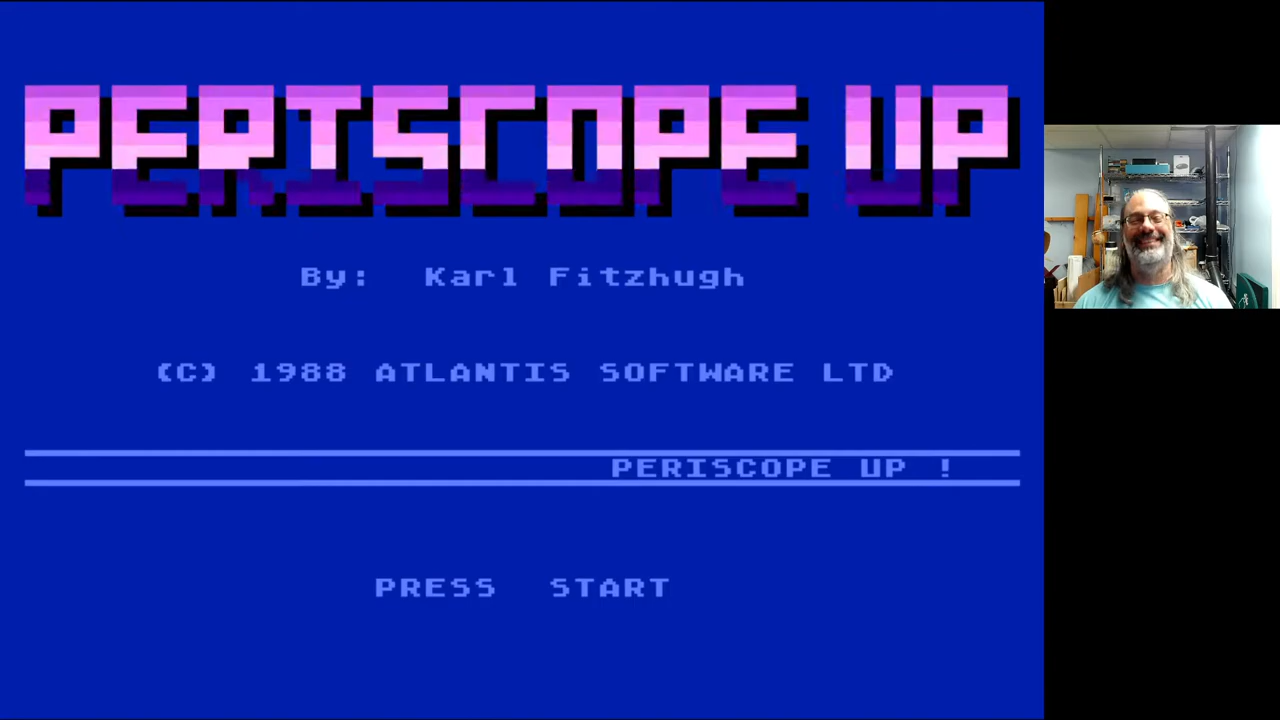 PERISCOPE UP
By: Karl Fitzhugh
(C) 1988 ATLANTIS SOFTWARE LTD
PERISCOPE UP !
PRESS START